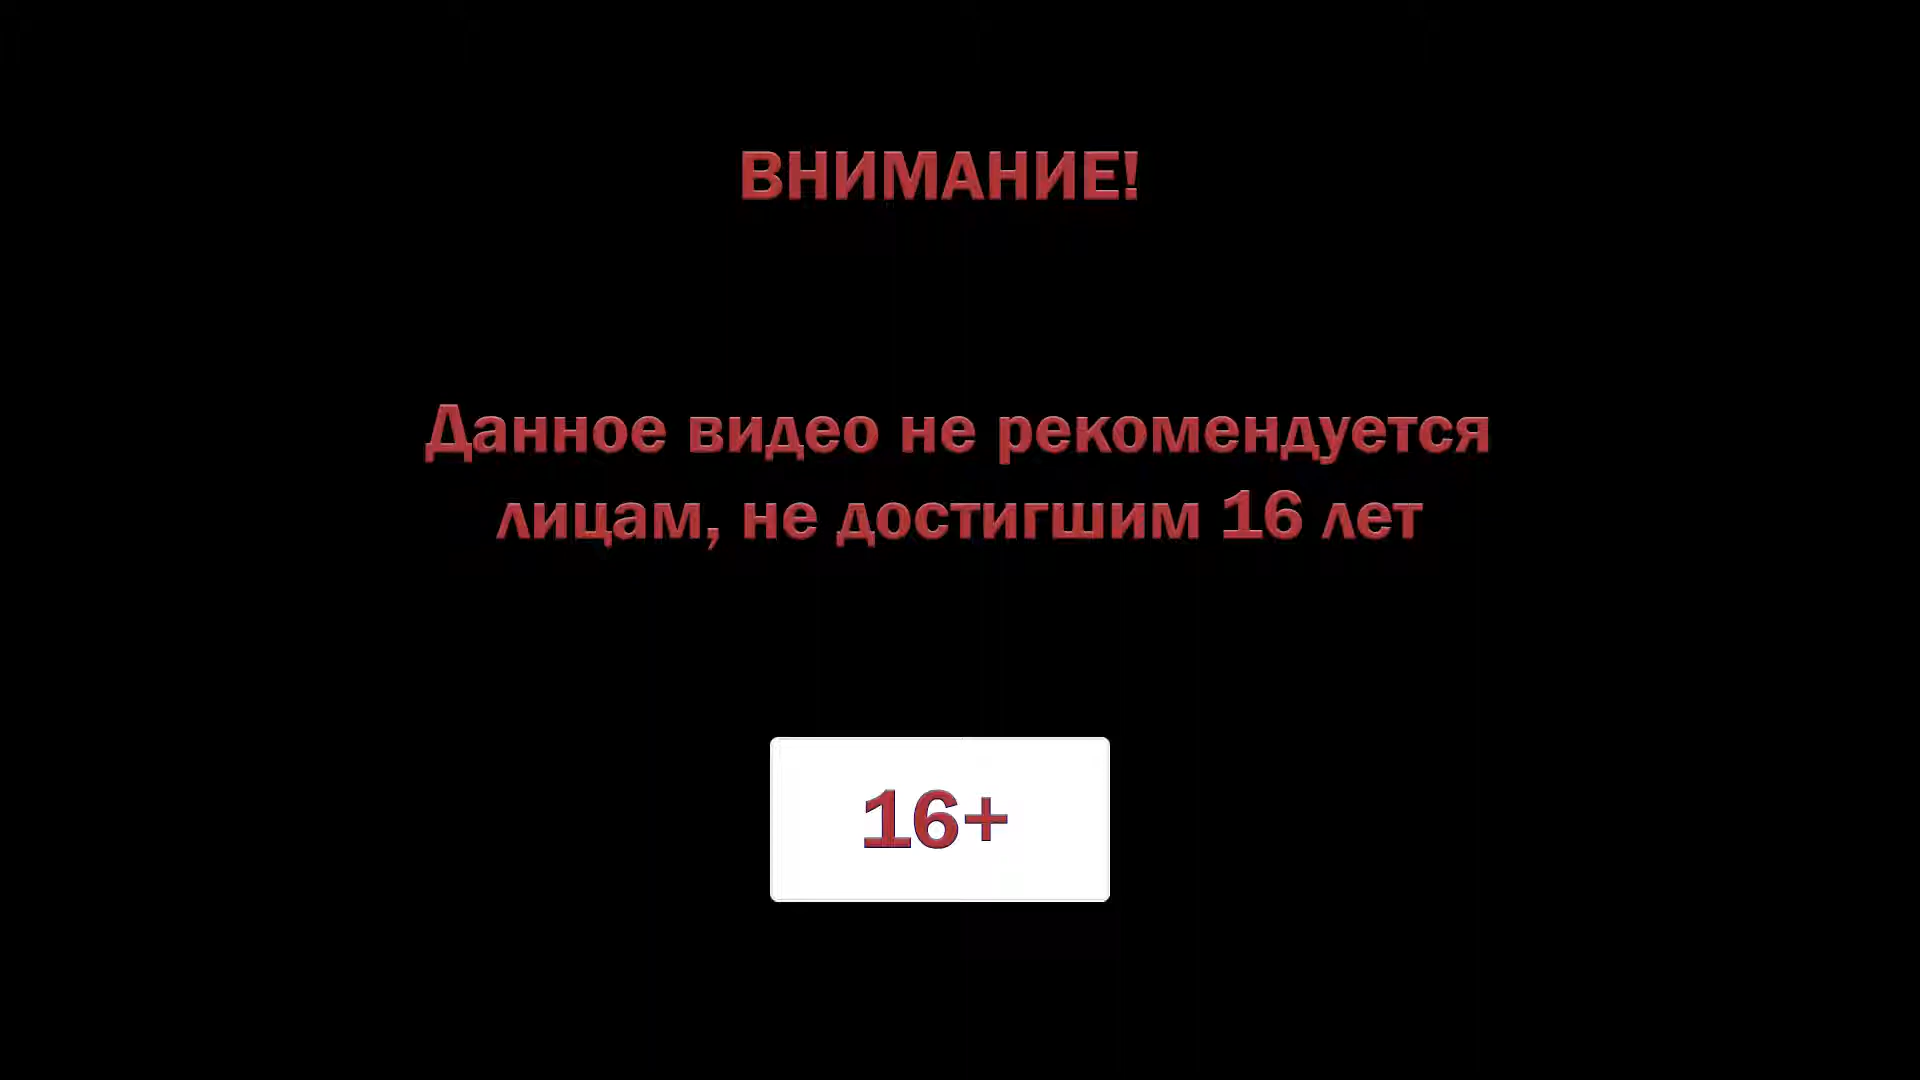 ВНИМАНИЕ!
Данное видео не рекомендуется
лицам, не достигшим 16 лет
16+